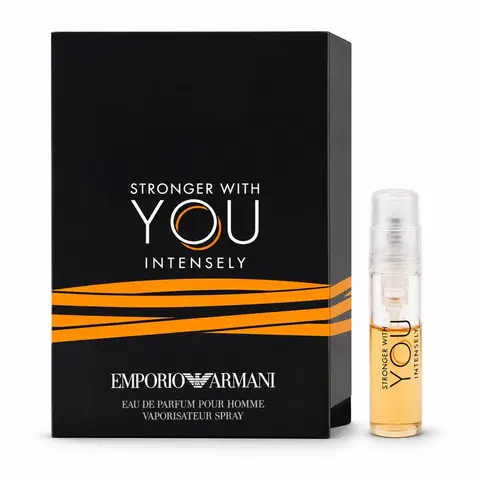 STRONGER WITH
YOU
INTENSELY
EMPORIO ARMANI
EAU DE PARFUM POUR HOMME
VAPORISATEUR SPRAY
STRONGER WITH
YOU
INTENSELY